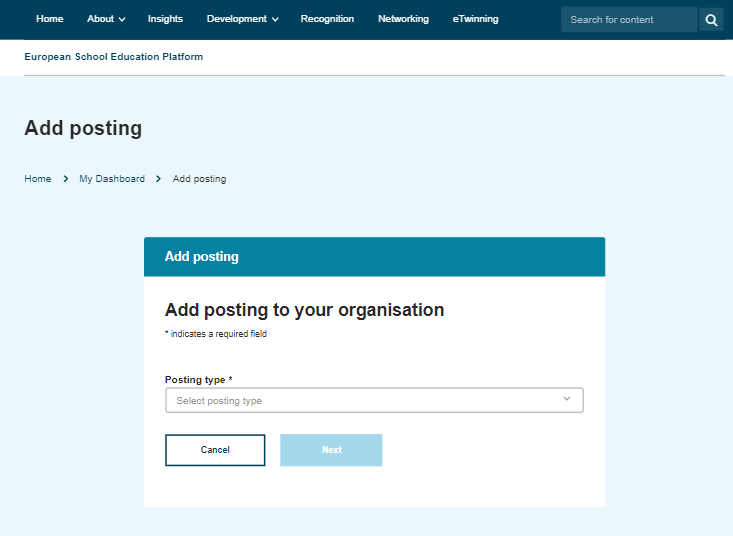 Home About Insights Development Recognition Networking eTwinning Search for content
European School Education Platform
Add posting
Home > My Dashboard > Add posting
Add posting
Add posting to your organisation
* indicates a required field
Posting type *
Select posting type
Cancel Next